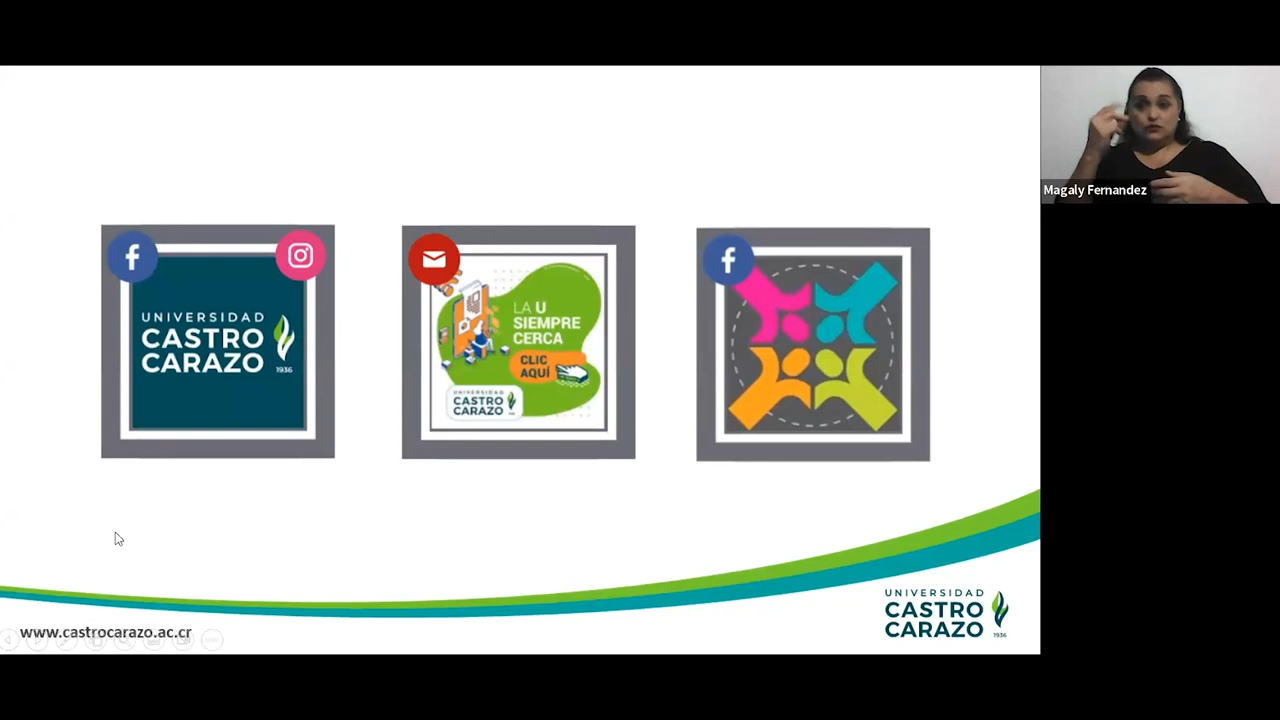 Magaly Fernandez
UNIVERSIDAD
CASTRO
CARAZO
1936
LA U
SIEMPRE
CERCA
CLIC
AQUÍ
UNIVERSIDAD
CASTRO
CARAZO
www.castrocarazo.ac.cr
UNIVERSIDAD
CASTRO
CARAZO
1936